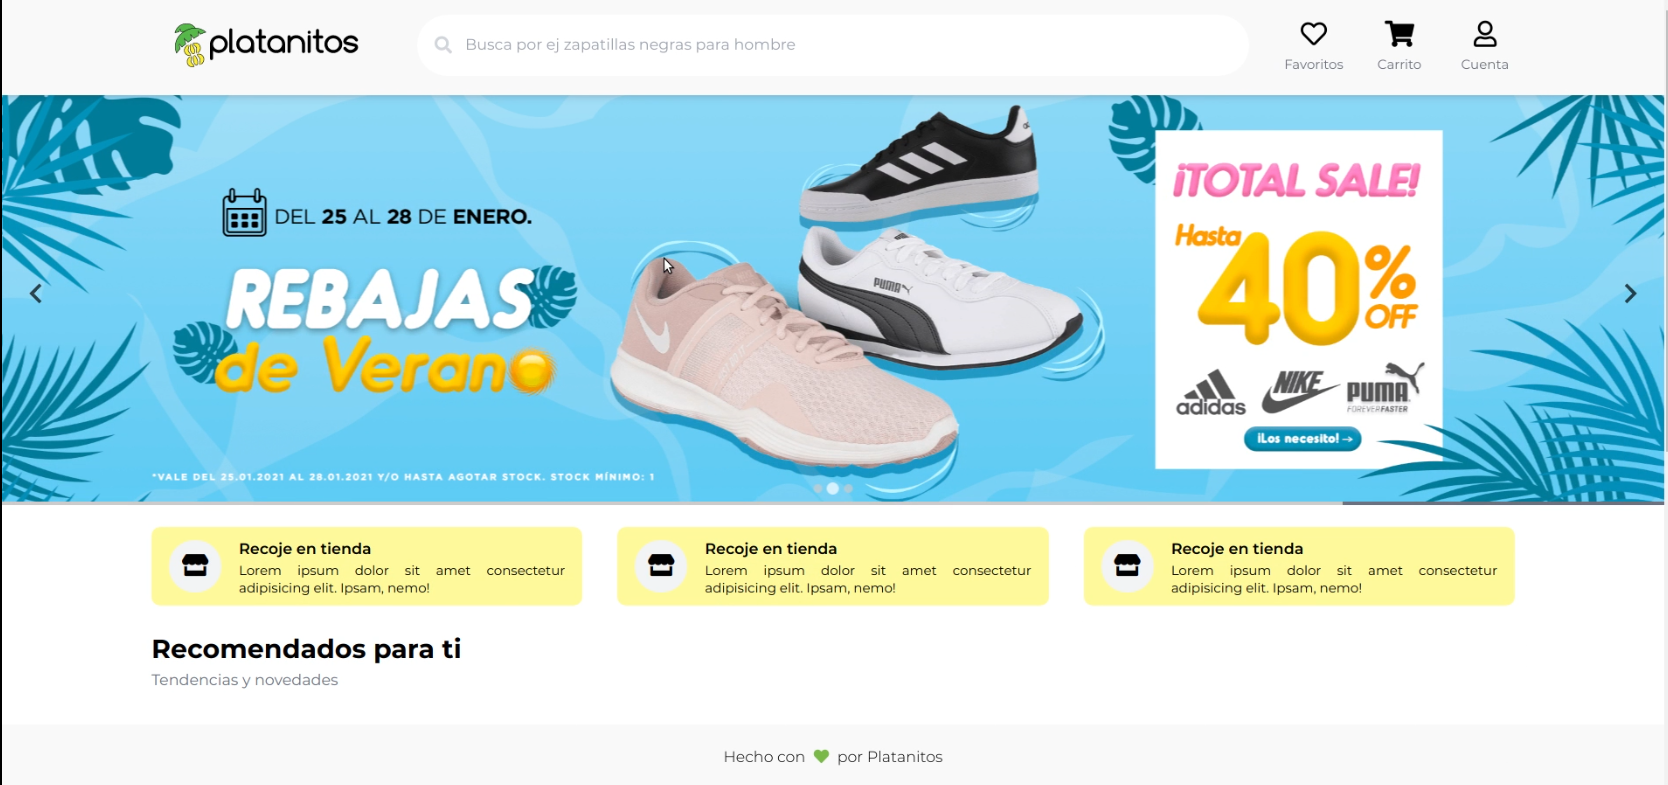 platanitos
Busca por ej zapatillas negras para hombre
Favoritos
Carrito
Cuenta
DEL 25 AL 28 DE ENERO.
REBAJAS
de Verano
PUMA
¡TOTAL SALE!
Hasta
40%
OFF
adidas
NIKE
PUMA
FOREVER FASTER
¡Los necesito! →
*VALE DEL 25.01.2021 AL 28.01.2021 Y/O HASTA AGOTAR STOCK. STOCK MÍNIMO: 1
Recoje en tienda
Lorem ipsum dolor sit amet consectetur
adipisicing elit. Ipsam, nemo!
Recoje en tienda
Lorem ipsum dolor sit amet consectetur
adipisicing elit. Ipsam, nemo!
Recoje en tienda
Lorem ipsum dolor sit amet consectetur
adipisicing elit. Ipsam, nemo!
Recomendados para ti
Tendencias y novedades
Hecho con 💚 por Platanitos